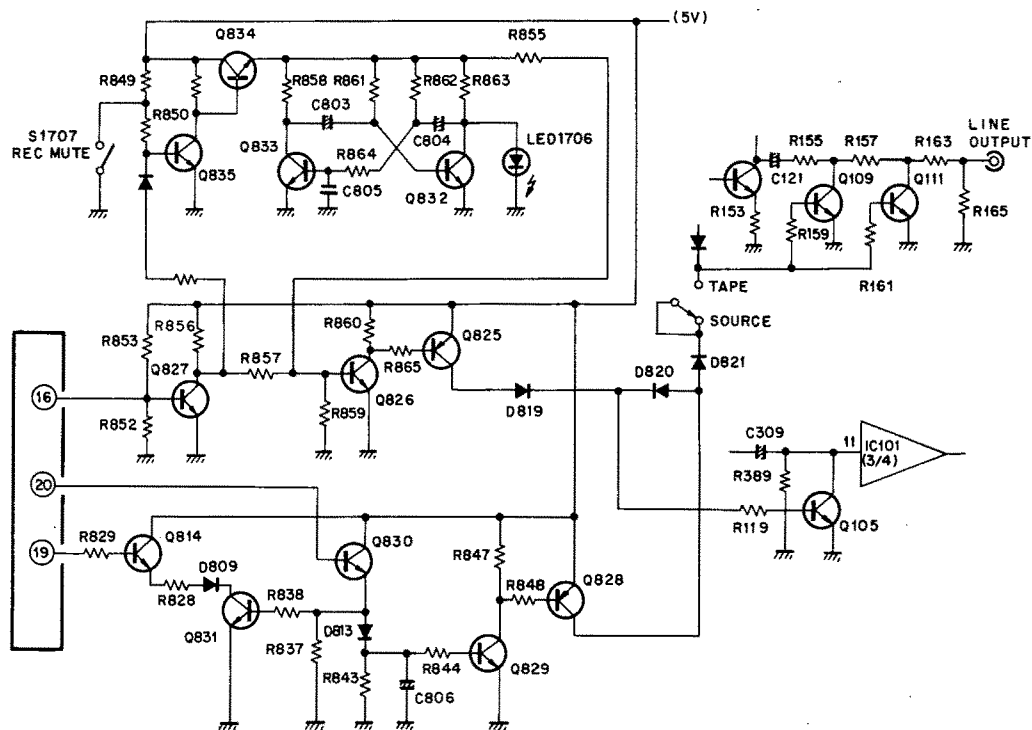 (5V)
Q834
R855
R849
R850
R858
R861
R862
R863
C803
C804
S1707
REC MUTE
Q833
R864
C805
Q835
Q832
LED1706
LINE
OUTPUT
R155
R157
R163
C121
Q109
Q111
R153
R159
R165
R161
TAPE
SOURCE
D821
R853
R856
Q827
R857
R860
Q825
R865
D820
16
R852
R859
Q826
D819
C309
11
IC101
(3/4)
R389
R119
Q105
20
19
R829
Q814
Q830
R847
R848
Q828
D809
R828
R838
Q831
D813
R837
R843
R844
C806
Q829